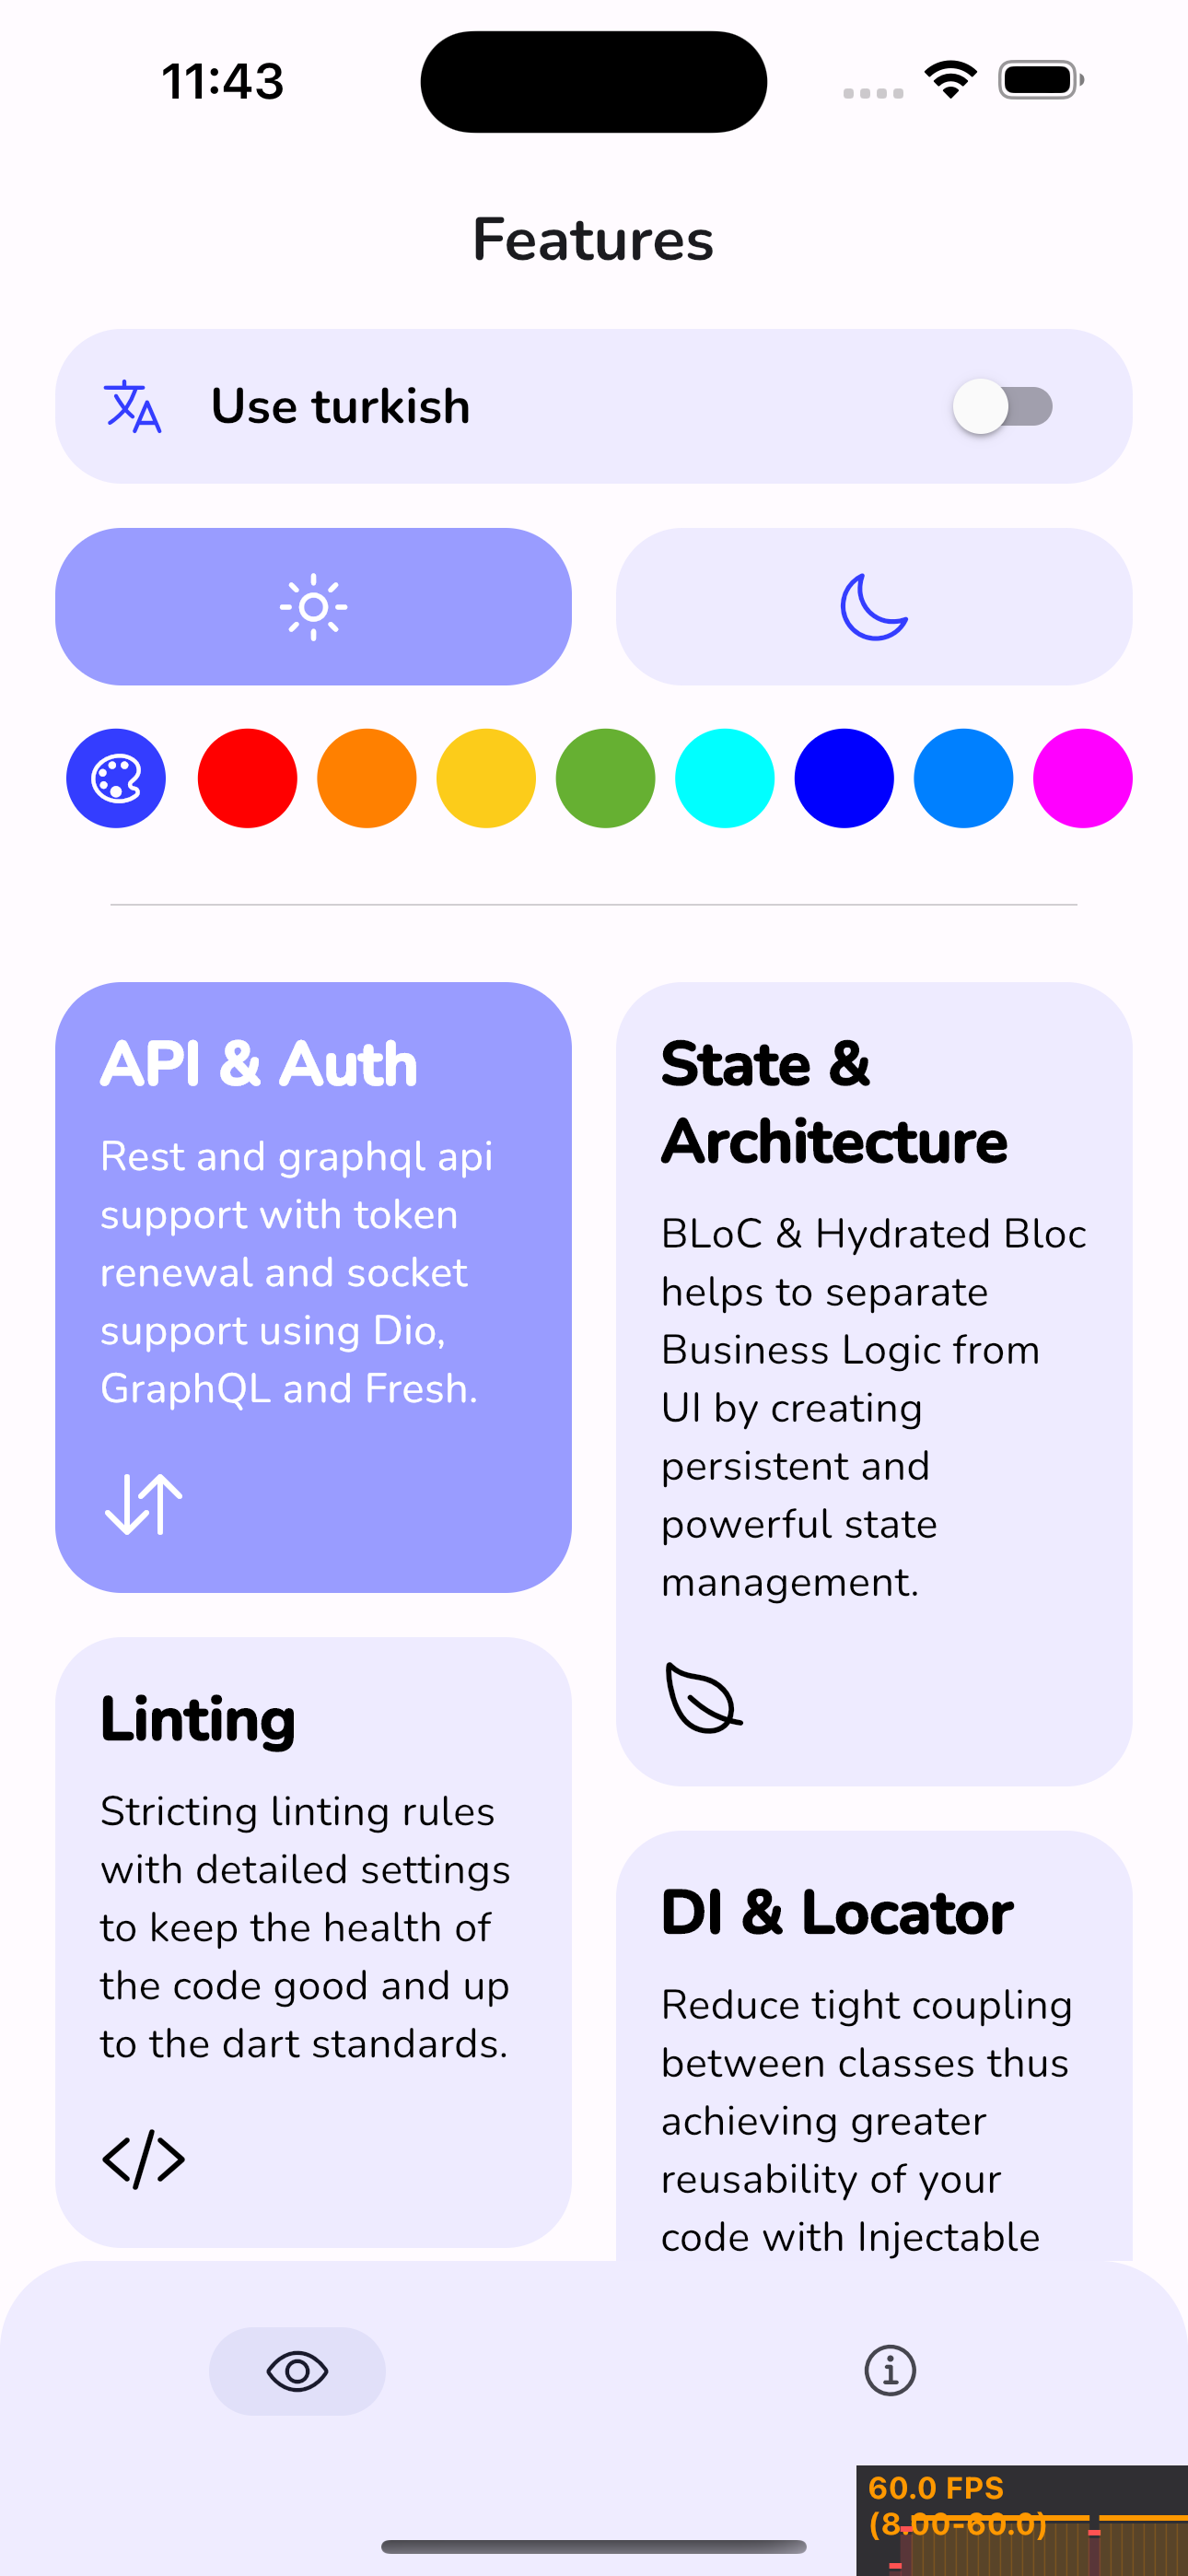 11:43
Features
Use turkish
API & Auth
Rest and graphql api
support with token
renewal and socket
support using Dio,
GraphQL and Fresh.
State &
Architecture
BLoC & Hydrated Bloc
helps to separate
Business Logic from
UI by creating
persistent and
powerful state
management.
Linting
Stricting linting rules
with detailed settings
to keep the health of
the code good and up
to the dart standards.
</>
DI & Locator
Reduce tight coupling
between classes thus
achieving greater
reusability of your
code with Injectable
60.0 FPS
(8.00-60.0)